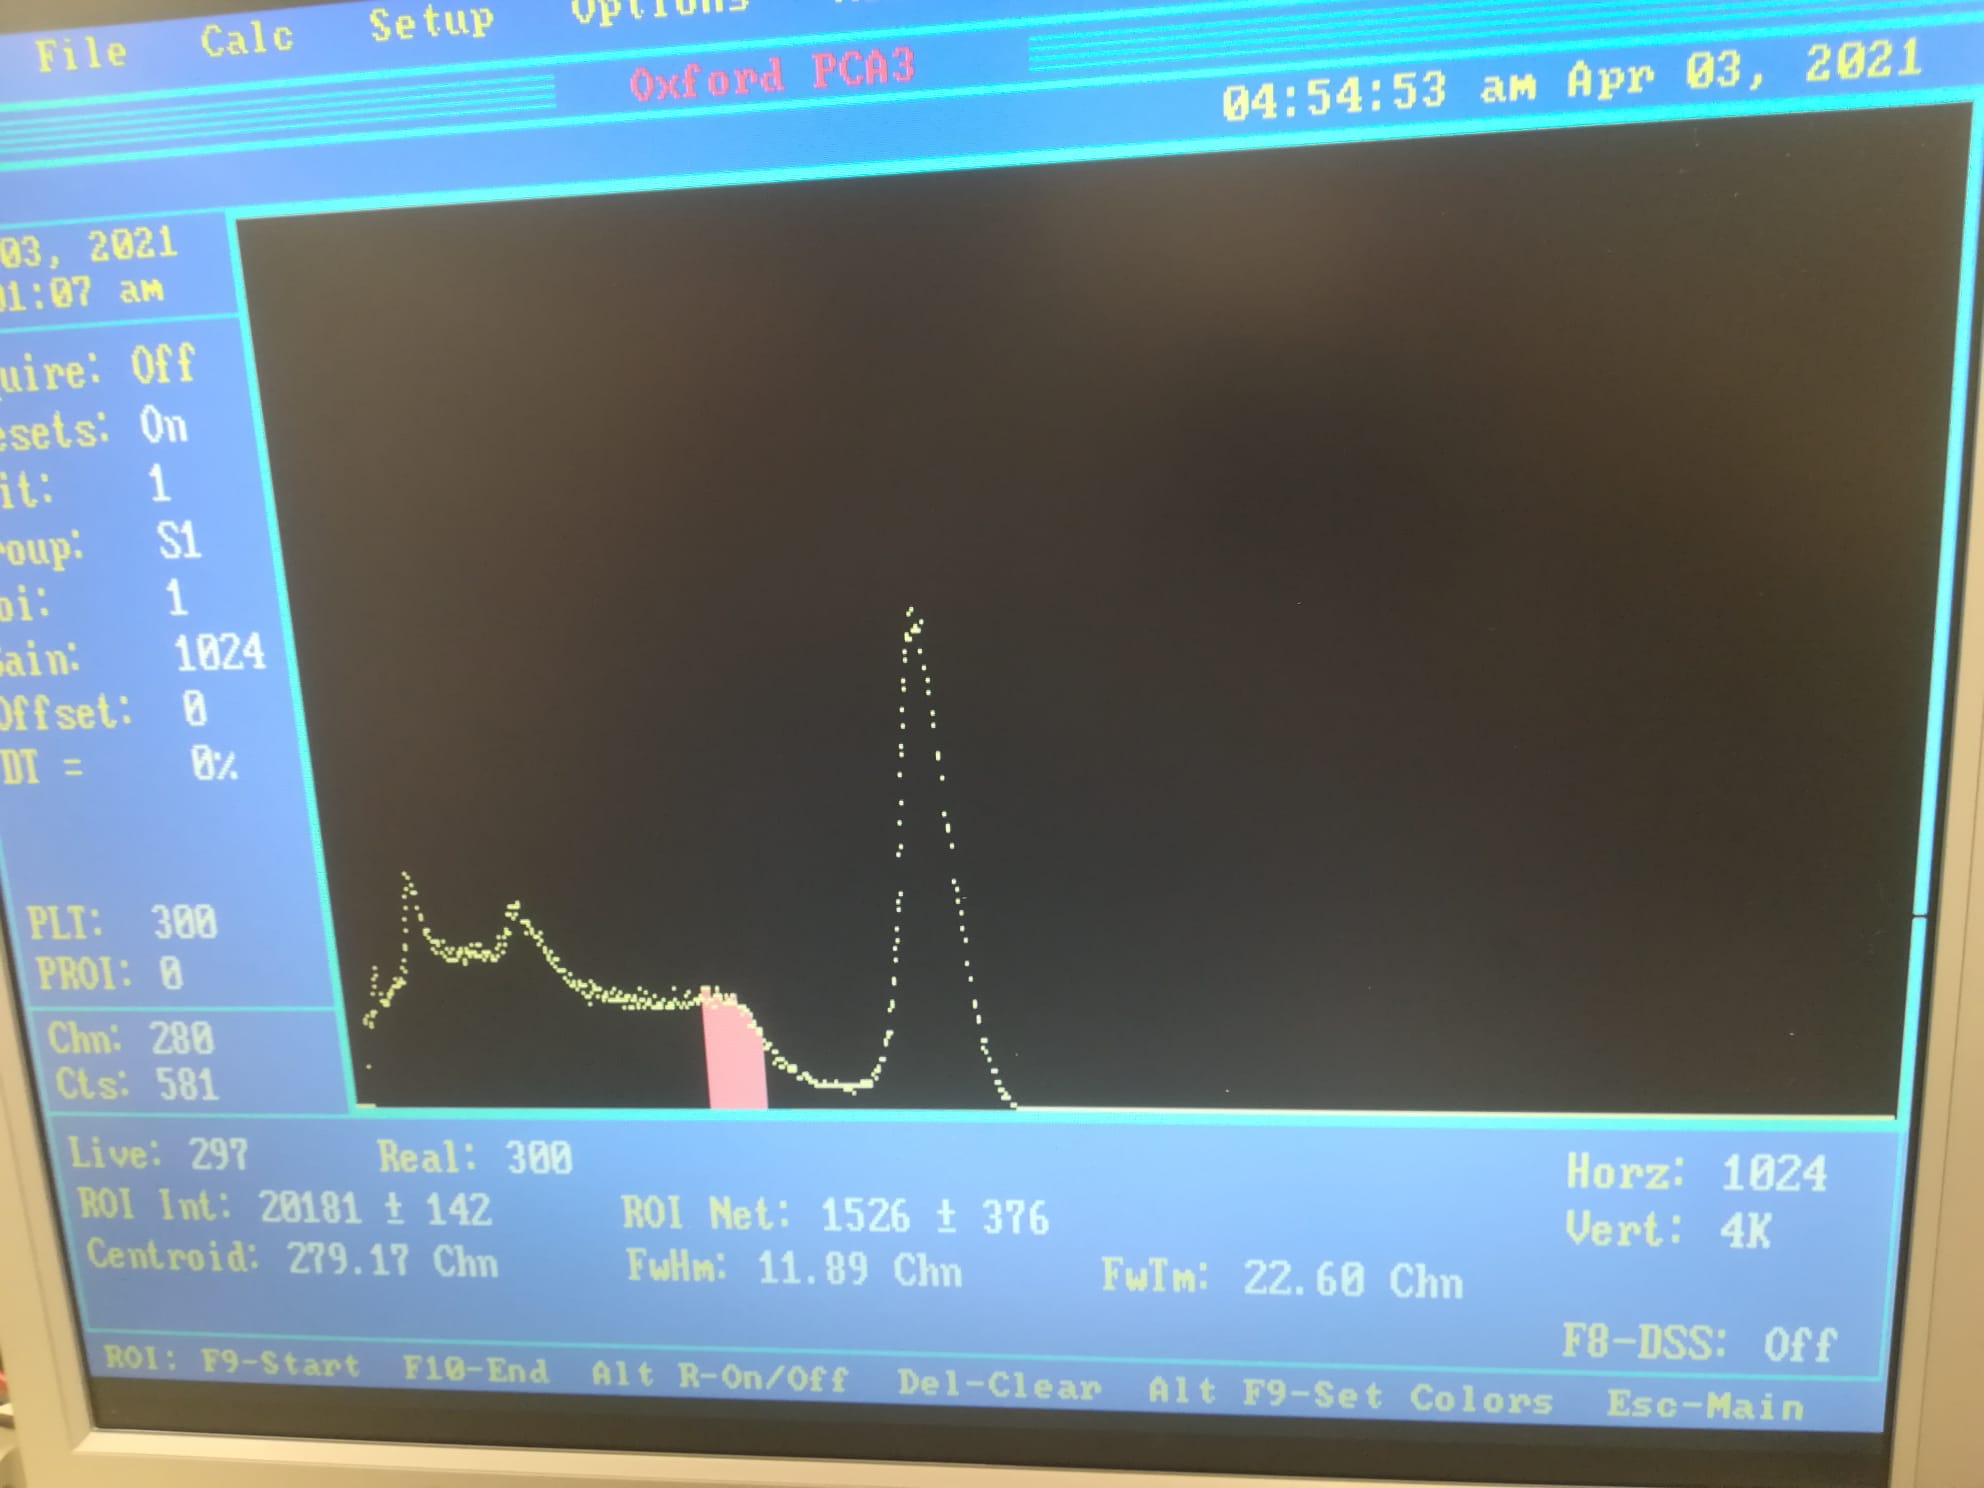 File Calc Setup Options
Oxford PCA3
04:54:53 am Apr 03, 2021
03, 2021
01:07 am
uire: Off
esets: On
it: 1
roup: S1
oi: 1
ain: 1024
Offset: 0
DT = 0%
PLT: 300
PROI: 0
Chn: 280
Cts: 581
Live: 297 Real: 300 Horz: 1024
ROI Int: 20181 ± 142 ROI Net: 1526 ± 376 Vert: 4K
Centroid: 279.17 Chn FwHm: 11.89 Chn FwTm: 22.60 Chn
F8-DSS: Off
ROI: F9-Start F10-End Alt R-On/Off Del-Clear Alt F9-Set Colors Esc-Main